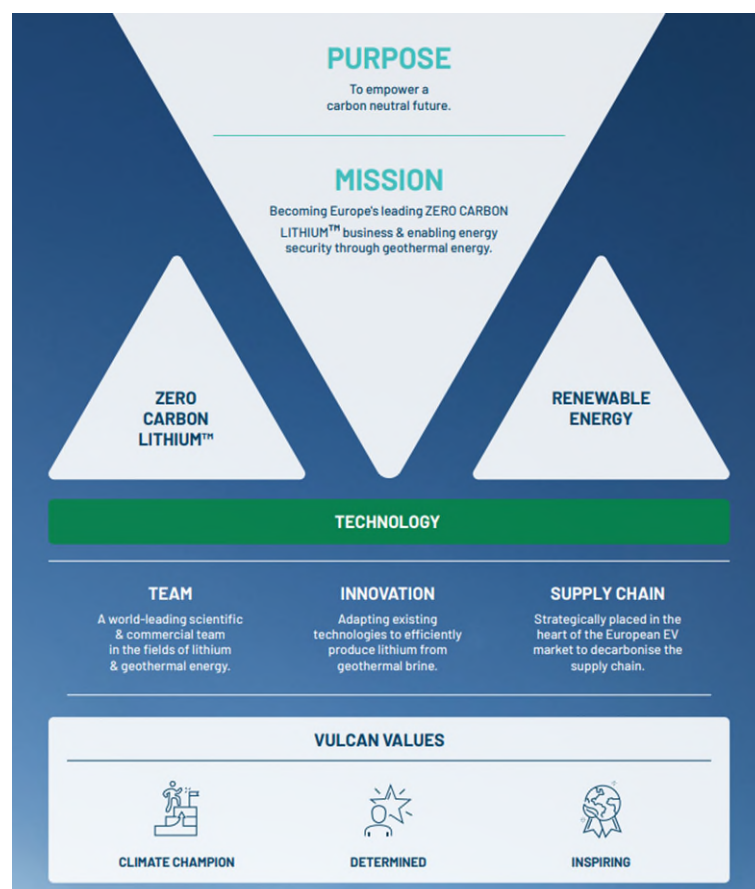 PURPOSE
To empower a
carbon neutral future.
MISSION
Becoming Europe's leading ZERO CARBON
LITHIUM™ business & enabling energy
security through geothermal energy.
ZERO
CARBON
LITHIUM™
RENEWABLE
ENERGY
TECHNOLOGY
TEAM
A world-leading scientific
& commercial team
in the fields of lithium
& geothermal energy.
INNOVATION
Adapting existing
technologies to efficiently
produce lithium from
geothermal brine.
SUPPLY CHAIN
Strategically placed in the
heart of the European EV
market to decarbonise the
supply chain.
VULCAN VALUES
CLIMATE CHAMPION
DETERMINED
INSPIRING